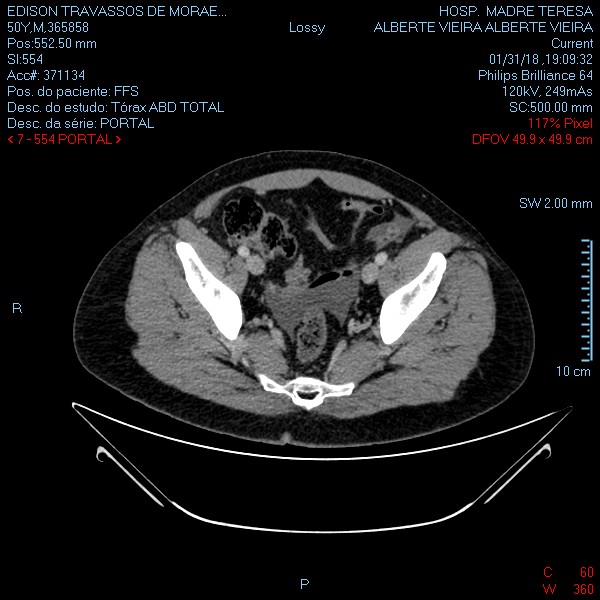 EDISON TRAVASSOS DE MORAE...
50Y,M,365858
Pos:552.50 mm
Sl:554
Acc#: 371134
Pos. do paciente: FFS
Desc. do estudo: Tórax ABD TOTAL
Desc. da série: PORTAL
< 7 - 554 PORTAL >
Lossy
HOSP. MADRE TERESA
ALBERTE VIEIRA ALBERTE VIEIRA
Current
01/31/18 ,19:09:32
Philips Brilliance 64
120kV, 249mAs
SC:500.00 mm
117% Pixel
DFOV 49.9 x 49.9 cm
SW 2.00 mm
R
10 cm
P
C 60
W 360